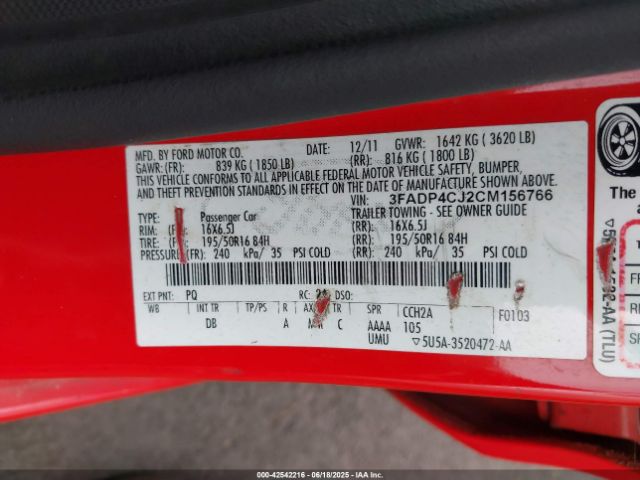 MFD. BY FORD MOTOR CO. DATE: 12/11 GVWR: 1642 KG ( 3620 LB)
GAWR: (FR): 839 KG ( 1850 LB) (RR): 816 KG ( 1800 LB)
THIS VEHICLE CONFORMS TO ALL APPLICABLE FEDERAL MOTOR VEHICLE SAFETY, BUMPER,
AND THEFT PREVENTION STANDARDS IN EFFECT ON THE DATE OF MANUFACTURE SHOWN ABOVE.
VIN: 3FADP4CJ2CM156766
TYPE: Passenger Car TRAILER TOWING - SEE OWNER GUIDE
RIM: 16X6.5J (RR): 16X6.5J
TIRE: 195/50R16 84H (RR): 195/50R16 84H
PRESSURE: (FR): 240 kPa/ 35 PSI COLD (RR): 240 kPa/ 35 PSI COLD
EXT PNT: PQ RC: DSO: F0103
WB INT TR TP/PS R AX TR SPR CCH2A
DB A C AAAA 105
UMU ▽5U5A-3520472-AA
-AA (TLU)
000-42542216 - 06/18/2025 - COPYRIGHT IAA, LLC.